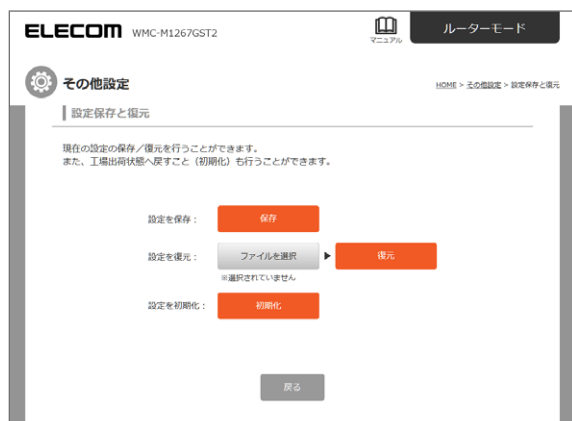 ELECOM WMC-M1267GST2 マニュアル ルーターモード
その他設定 HOME > その他設定 > 設定保存と復元
設定保存と復元
現在の設定の保存／復元を行うことができます。
また、工場出荷状態へ戻すこと（初期化）も行うことができます。
設定を保存： 保存
設定を復元： ファイルを選択 ▶ 復元
※選択されていません
設定を初期化： 初期化
戻る